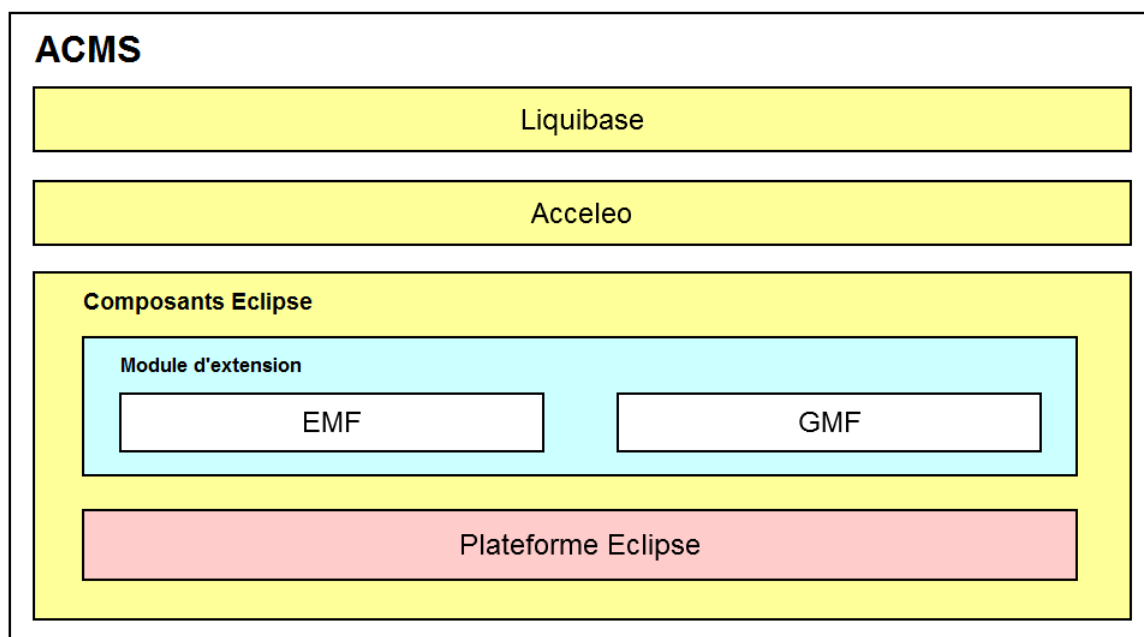 ACMS
Liquibase
Acceleo
Composants Eclipse
Module d'extension
EMF
GMF
Plateforme Eclipse